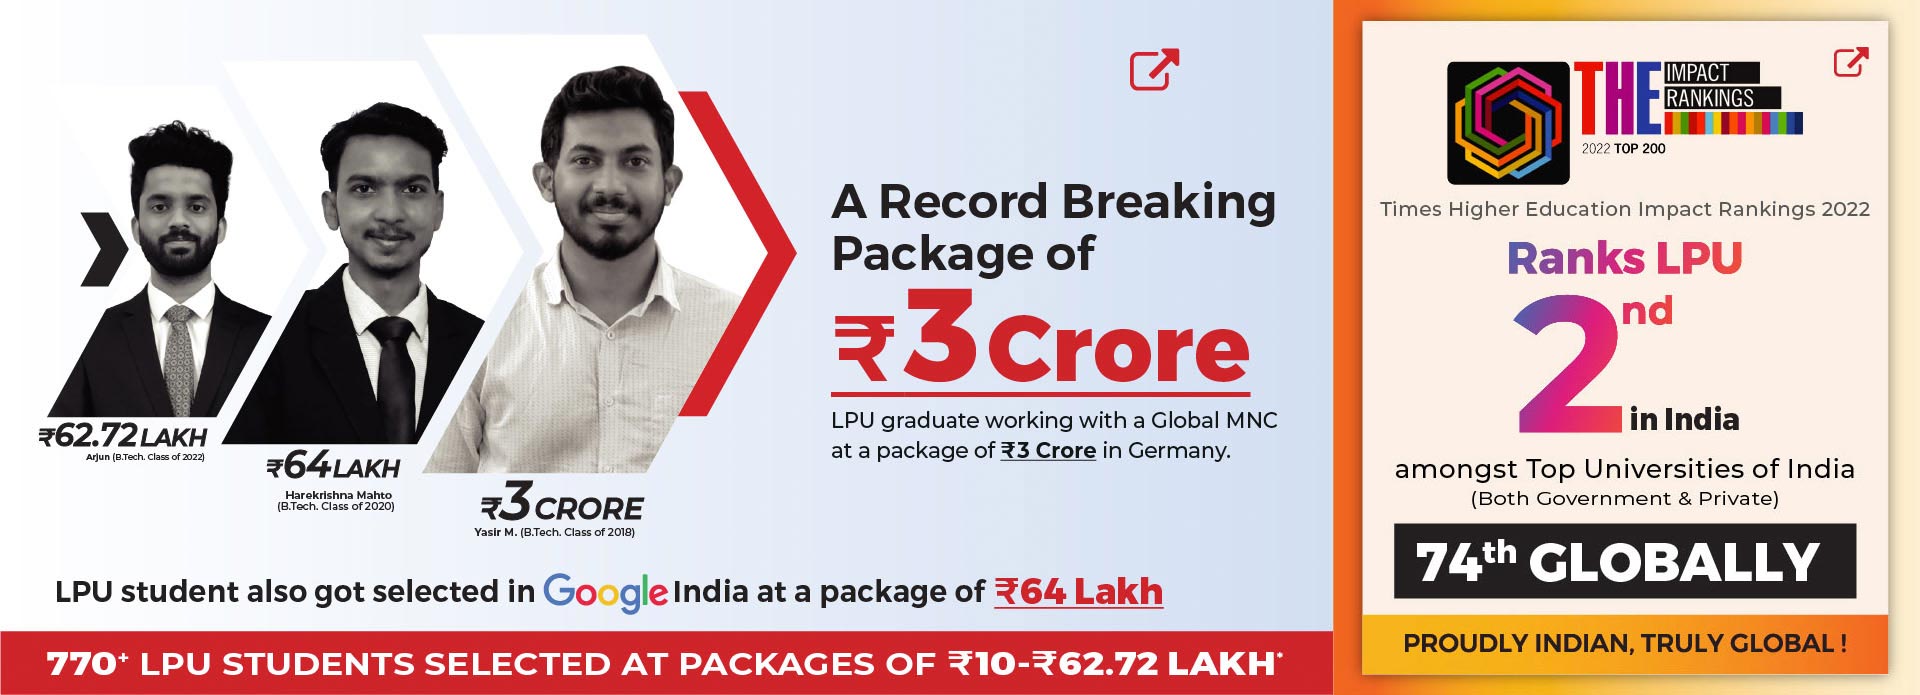 ₹62.72 LAKH
Arjun (B.Tech. Class of 2022)
₹64 LAKH
Harekrishna Mahto
(B.Tech. Class of 2020)
₹3 CRORE
Yasir M. (B.Tech. Class of 2018)
A Record Breaking
Package of
₹3 Crore
LPU graduate working with a Global MNC
at a package of ₹3 Crore in Germany.
LPU student also got selected in Google India at a package of ₹64 Lakh
770+ LPU STUDENTS SELECTED AT PACKAGES OF ₹10-₹62.72 LAKH*
THE IMPACT
RANKINGS
2022 TOP 200
Times Higher Education Impact Rankings 2022
Ranks LPU
2nd
in India
amongst Top Universities of India
(Both Government & Private)
74th GLOBALLY
PROUDLY INDIAN, TRULY GLOBAL !